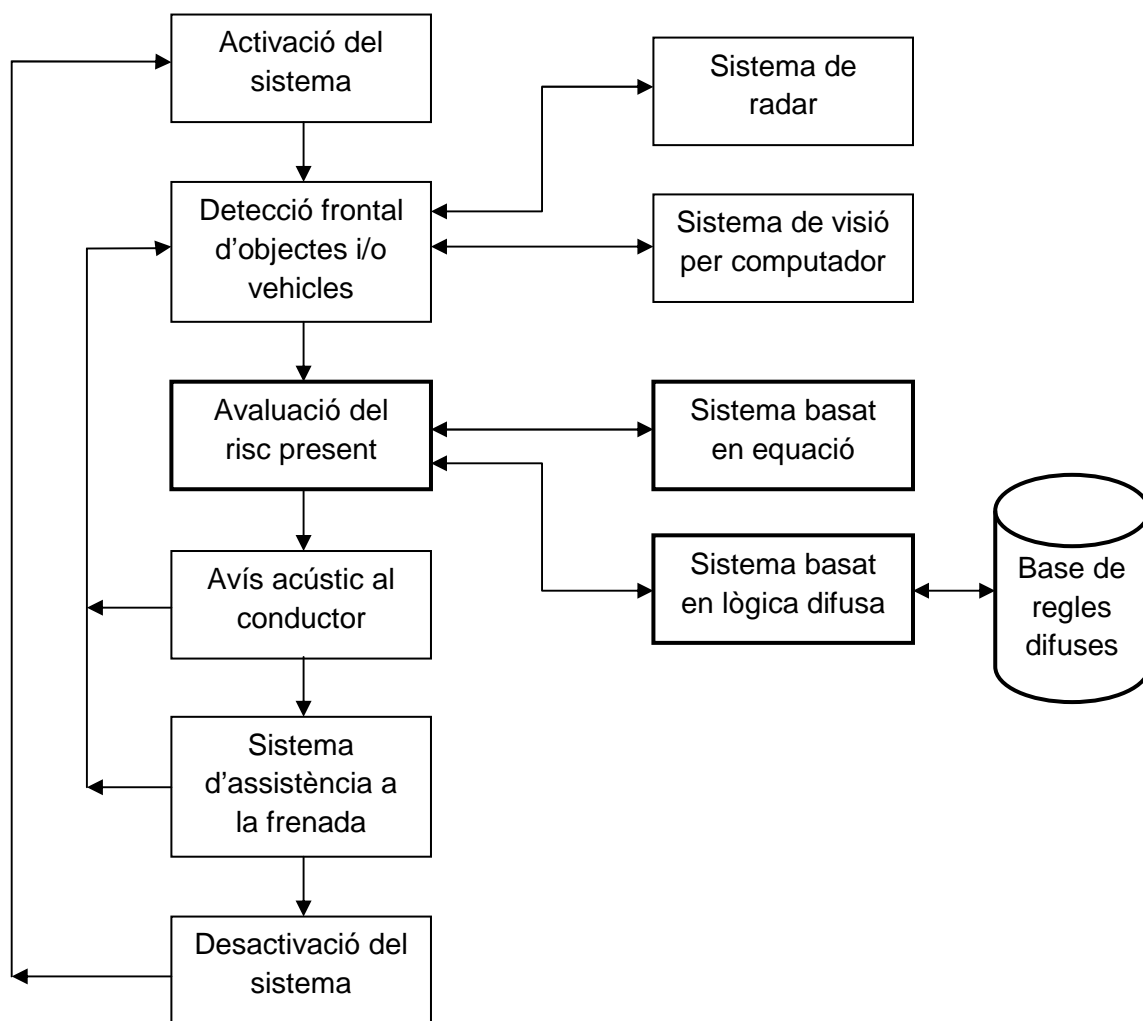 Activació del
sistema
Sistema de
radar
Detecció frontal
d’objectes i/o
vehicles
Sistema de visió
per computador
Avaluació del
risc present
Sistema basat
en equació
Avís acústic al
conductor
Sistema basat
en lògica difusa
Base de
regles
difuses
Sistema
d’assistència a
la frenada
Desactivació del
sistema